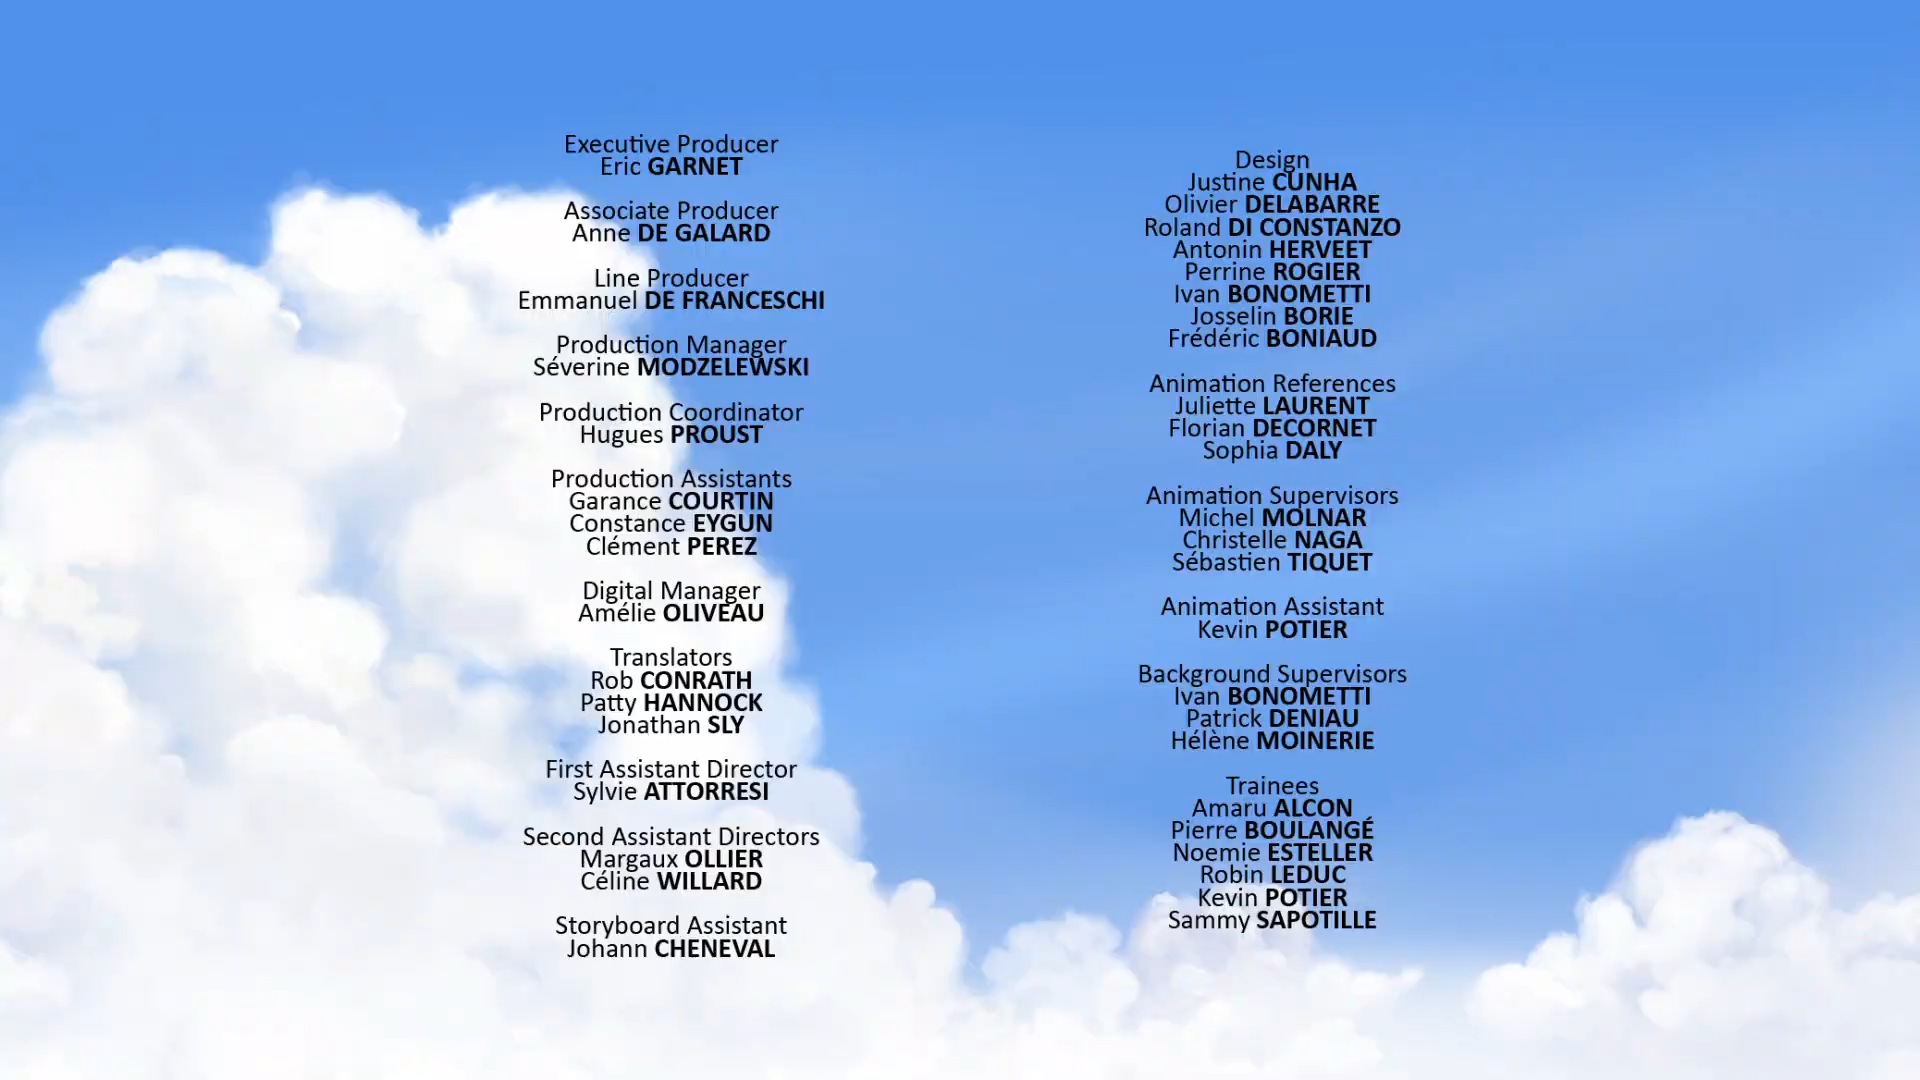 Executive Producer
Eric GARNET
Associate Producer
Anne DE GALARD
Line Producer
Emmanuel DE FRANCESCHI
Production Manager
Séverine MODZELEWSKI
Production Coordinator
Hugues PROUST
Production Assistants
Garance COURTIN
Constance EYGUN
Clément PEREZ
Digital Manager
Amélie OLIVEAU
Translators
Rob CONRATH
Patty HANNOCK
Jonathan SLY
First Assistant Director
Sylvie ATTORRESI
Second Assistant Directors
Margaux OLLIER
Céline WILLARD
Storyboard Assistant
Johann CHENEVAL
Design
Justine CUNHA
Olivier DELABARRE
Roland DI CONSTANZO
Antonin HERVEET
Perrine ROGIER
Ivan BONOMETTI
Josselin BORIE
Frédéric BONIAUD
Animation References
Juliette LAURENT
Florian DECORNET
Sophia DALY
Animation Supervisors
Michel MOLNAR
Christelle NAGA
Sébastien TIQUET
Animation Assistant
Kevin POTIER
Background Supervisors
Ivan BONOMETTI
Patrick DENIAU
Hélène MOINERIE
Trainees
Amaru ALCON
Pierre BOULANGÉ
Noemie ESTELLER
Robin LEDUC
Kevin POTIER
Sammy SAPOTILLE